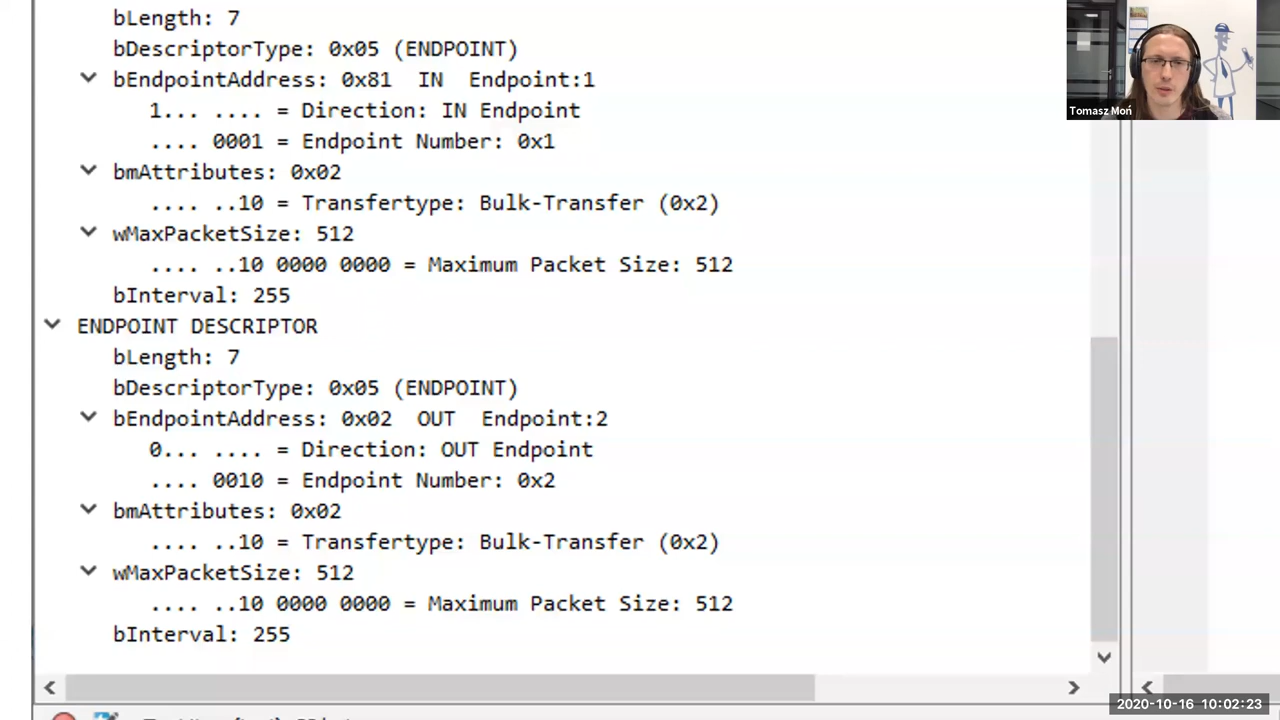 bLength: 7
bDescriptorType: 0x05 (ENDPOINT)
bEndpointAddress: 0x81 IN Endpoint:1
1... .... = Direction: IN Endpoint
.... 0001 = Endpoint Number: 0x1
bmAttributes: 0x02
.... ..10 = Transfertype: Bulk-Transfer (0x2)
wMaxPacketSize: 512
.... ..10 0000 0000 = Maximum Packet Size: 512
bInterval: 255
ENDPOINT DESCRIPTOR
bLength: 7
bDescriptorType: 0x05 (ENDPOINT)
bEndpointAddress: 0x02 OUT Endpoint:2
0... .... = Direction: OUT Endpoint
.... 0010 = Endpoint Number: 0x2
bmAttributes: 0x02
.... ..10 = Transfertype: Bulk-Transfer (0x2)
wMaxPacketSize: 512
.... ..10 0000 0000 = Maximum Packet Size: 512
bInterval: 255
Tomasz Moń
2020-10-16 10:02:23